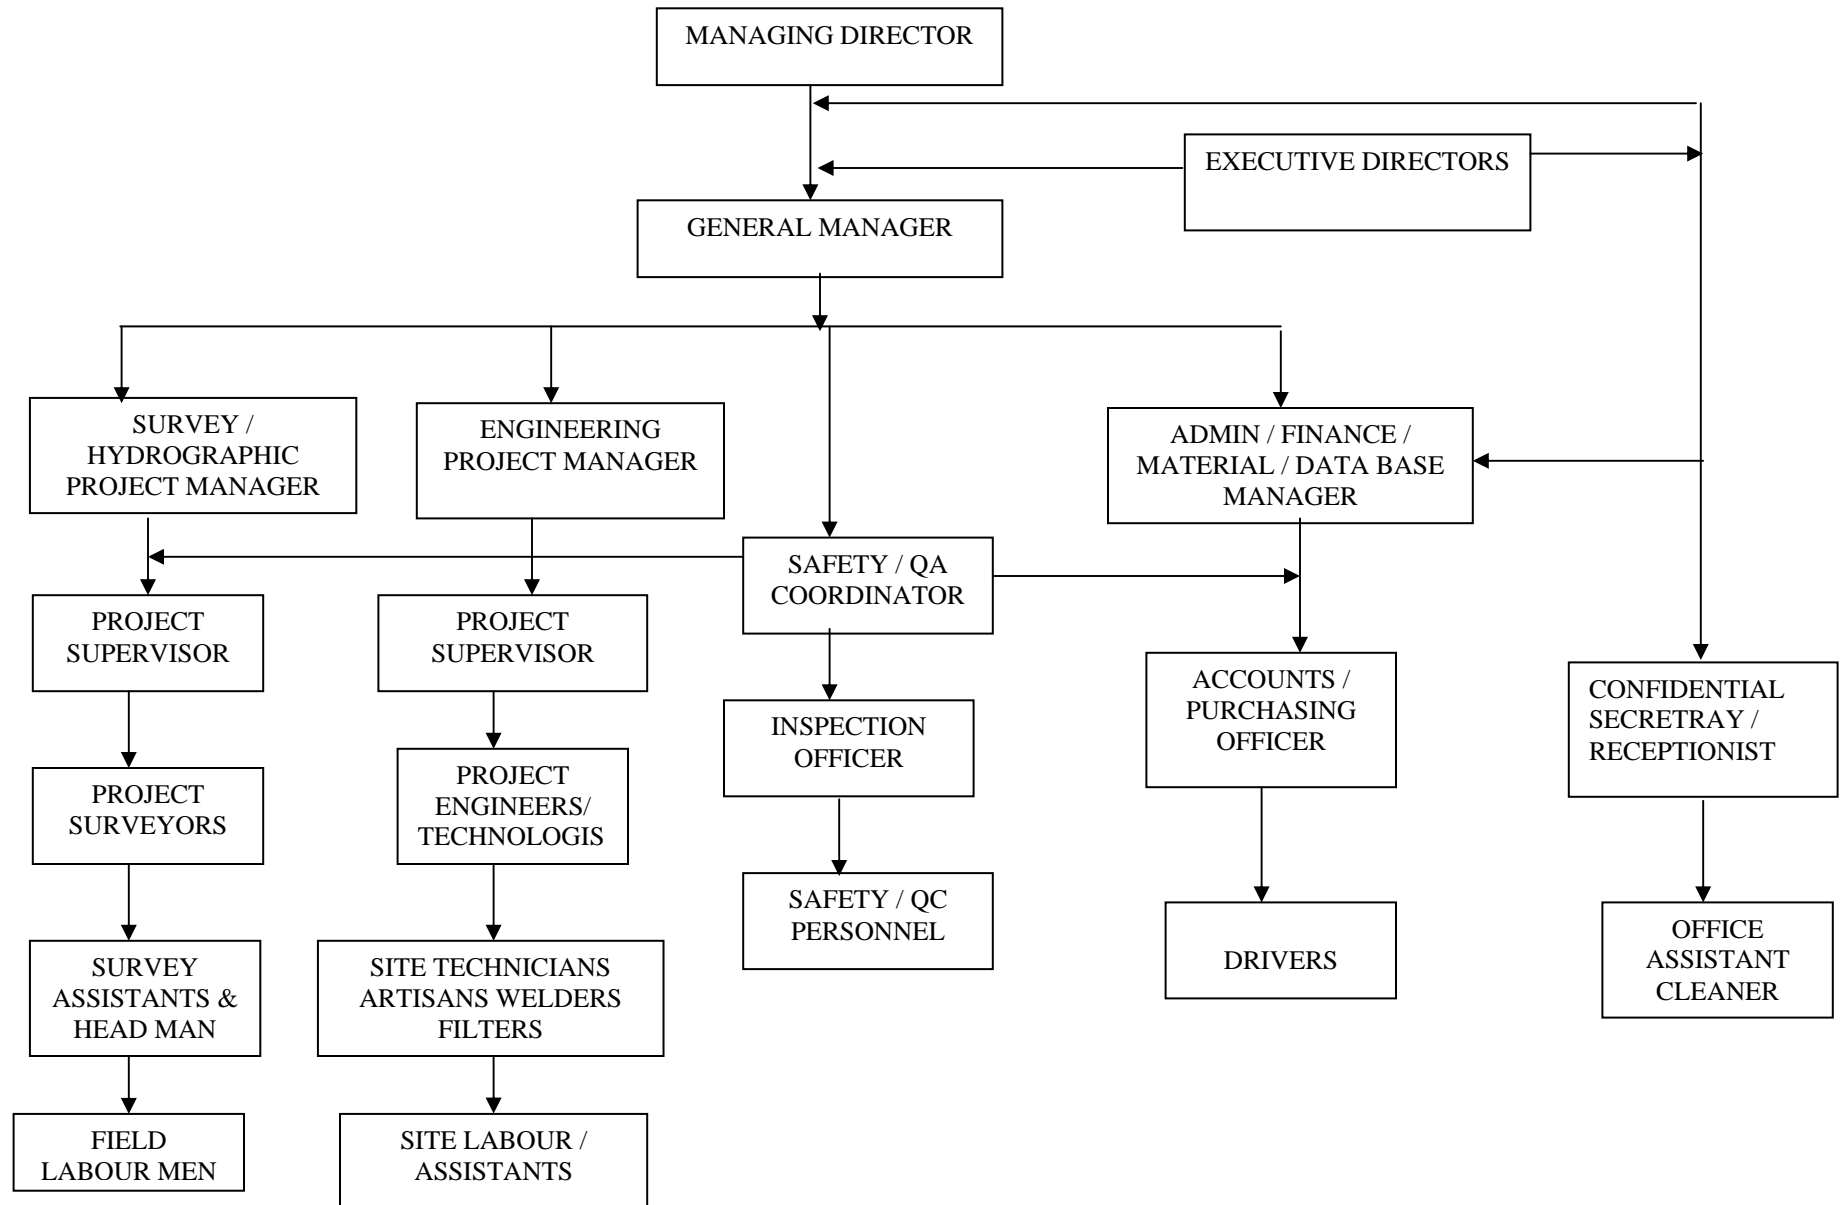 MANAGING DIRECTOR
EXECUTIVE DIRECTORS
GENERAL MANAGER
SURVEY /
HYDROGRAPHIC
PROJECT MANAGER
ENGINEERING
PROJECT MANAGER
ADMIN / FINANCE /
MATERIAL / DATA BASE
MANAGER
SAFETY / QA
COORDINATOR
PROJECT
SUPERVISOR
PROJECT
SUPERVISOR
INSPECTION
OFFICER
ACCOUNTS /
PURCHASING
OFFICER
CONFIDENTIAL
SECRETRAY /
RECEPTIONIST
PROJECT
SURVEYORS
PROJECT
ENGINEERS/
TECHNOLOGIS
SAFETY / QC
PERSONNEL
DRIVERS
OFFICE
ASSISTANT
CLEANER
SURVEY
ASSISTANTS &
HEAD MAN
SITE TECHNICIANS
ARTISANS WELDERS
FILTERS
FIELD
LABOUR MEN
SITE LABOUR /
ASSISTANTS